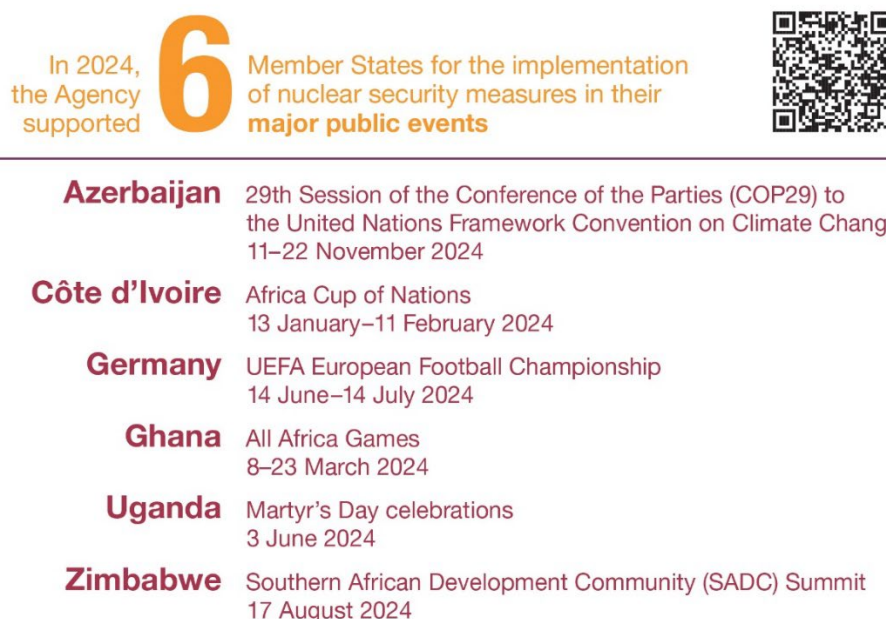 In 2024,
the Agency
supported
6
Member States for the implementation
of nuclear security measures in their
major public events
Azerbaijan
29th Session of the Conference of the Parties (COP29) to
the United Nations Framework Convention on Climate Chang
11–22 November 2024
Côte d’Ivoire
Africa Cup of Nations
13 January–11 February 2024
Germany
UEFA European Football Championship
14 June–14 July 2024
Ghana
All Africa Games
8–23 March 2024
Uganda
Martyr’s Day celebrations
3 June 2024
Zimbabwe
Southern African Development Community (SADC) Summit
17 August 2024